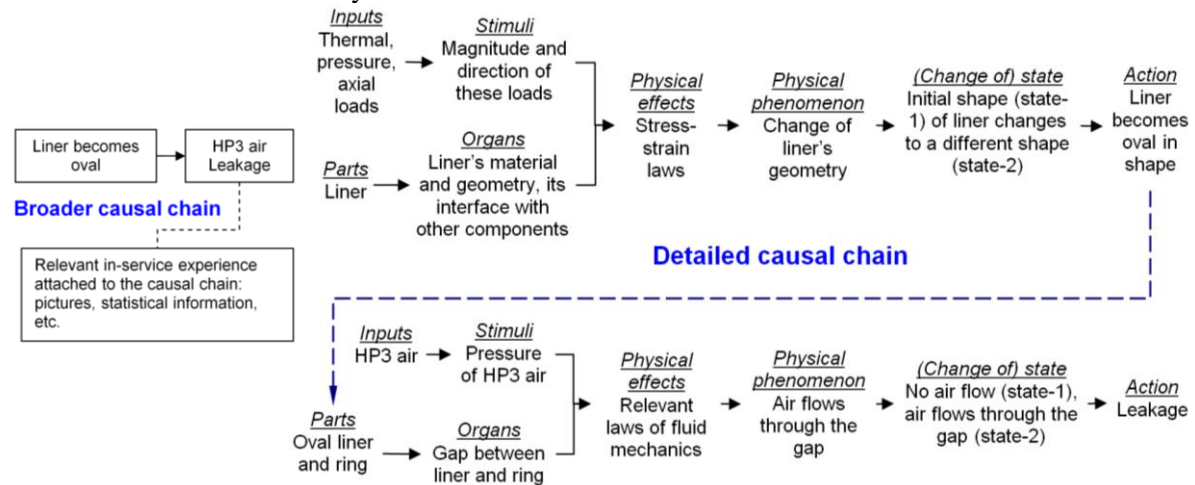 Inputs
Thermal,
pressure,
axial
loads
Stimuli
Magnitude and
direction of
these loads
Parts
Liner
Organs
Liner's material
and geometry, its
interface with
other components
Physical
effects
Stress-
strain
laws
Physical
phenomenon
Change of
liner's
geometry
(Change of) state
Initial shape (state-
1) of liner changes
to a different shape
(state-2)
Action
Liner
becomes
oval in
shape
Liner becomes
oval
HP3 air
Leakage
Broader causal chain
Relevant in-service experience
attached to the causal chain:
pictures, statistical information,
etc.
Detailed causal chain
Inputs
HP3 air
Stimuli
Pressure
of HP3 air
Parts
Oval liner
and ring
Organs
Gap between
liner and ring
Physical
effects
Relevant
laws of fluid
mechanics
Physical
phenomenon
Air flows
through the
gap
(Change of) state
No air flow (state-1),
air flows through the
gap (state-2)
Action
Leakage